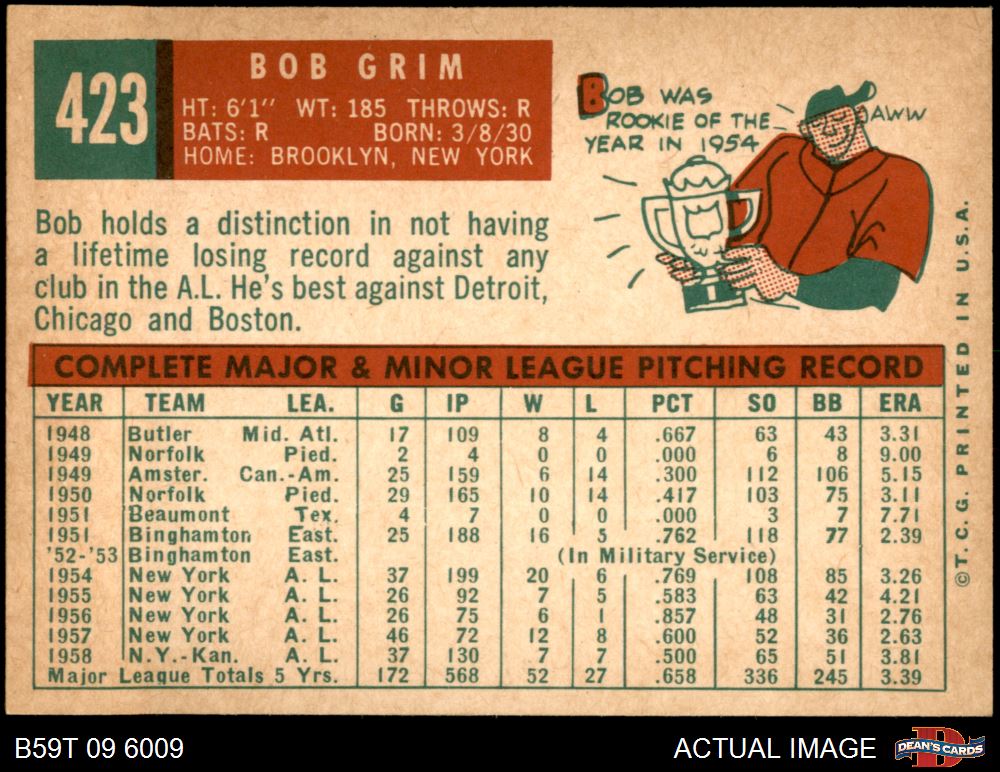 423
BOB GRIM
HT: 6'1" WT: 185 THROWS: R
BATS: R BORN: 3/8/30
HOME: BROOKLYN, NEW YORK
BOB WAS
ROOKIE OF THE
YEAR IN 1954
AWW
1
Bob holds a distinction in not having
a lifetime losing record against any
club in the A.L. He's best against Detroit,
Chicago and Boston.
COMPLETE MAJOR & MINOR LEAGUE PITCHING RECORD
YEAR TEAM LEA. G IP W L PCT SO BB ERA
1948 Butler Mid. Atl. 17 109 8 4 .667 63 43 3.31
1949 Norfolk Pied. 2 4 0 0 .000 6 8 9.00
1949 Amster. Can.-Am. 25 159 6 14 .300 112 106 5.15
1950 Norfolk Pied. 29 165 10 14 .417 103 75 3.11
1951 Beaumont Tex. 4 7 0 0 .000 3 7 7.71
1951 Binghamton East. 25 188 16 5 .762 118 77 2.39
'52-'53 Binghamton East. (In Military Service)
1954 New York A. L. 37 199 20 6 .769 108 85 3.26
1955 New York A. L. 26 92 7 5 .583 63 42 4.21
1956 New York A. L. 26 75 6 1 .857 48 31 2.76
1957 New York A. L. 46 72 12 8 .600 52 36 2.63
1958 N.Y.-Kan. A. L. 37 130 7 7 .500 65 51 3.81
Major League Totals 5 Yrs. 172 568 52 27 .658 336 245 3.39
©T. C. G. PRINTED IN U.S.A.
B59T 09 6009
ACTUAL IMAGE
D
DEAN'S CARDS